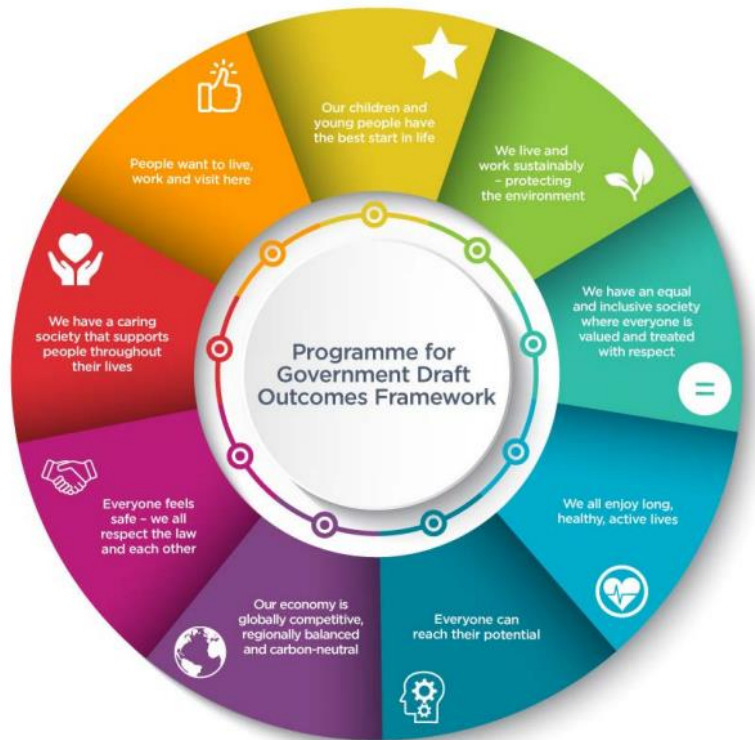 Our children and
young people have
the best start in life
We live and
work sustainably
– protecting
the environment
We have an equal
and inclusive society
where everyone is
valued and treated
with respect
=
We all enjoy long,
healthy, active lives
Everyone can
reach their potential
Our economy is
globally competitive,
regionally balanced
and carbon-neutral
Everyone feels
safe – we all
respect the law
and each other
We have a caring
society that supports
people throughout
their lives
People want to live,
work and visit here
Programme for
Government Draft
Outcomes Framework